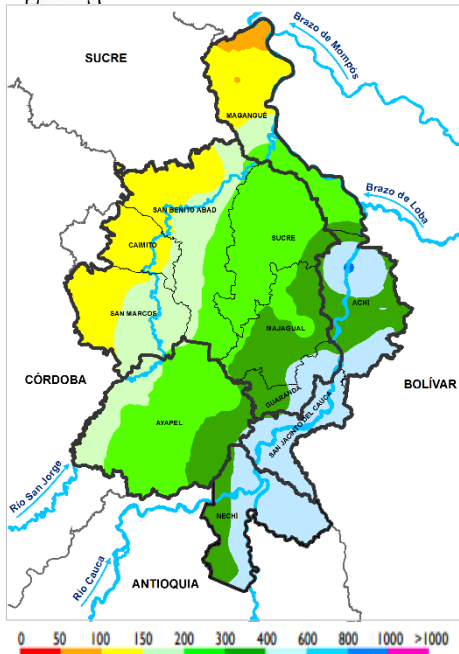 SUCRE
Brazo de Mompós
MAGANGUÉ
Brazo de Loba
SAN BENITO ABAD
SUCRE
CAIMITO
ACHÍ
SAN MARCOS
MAJAGUAL
CÓRDOBA
BOLÍVAR
GUARANDA
SAN JACINTO DEL CAUCA
AYAPEL
Río San Jorge
NECHÍ
Río Cauca
ANTIOQUIA
0 50 100 150 200 300 400 600 800 1000 >1000